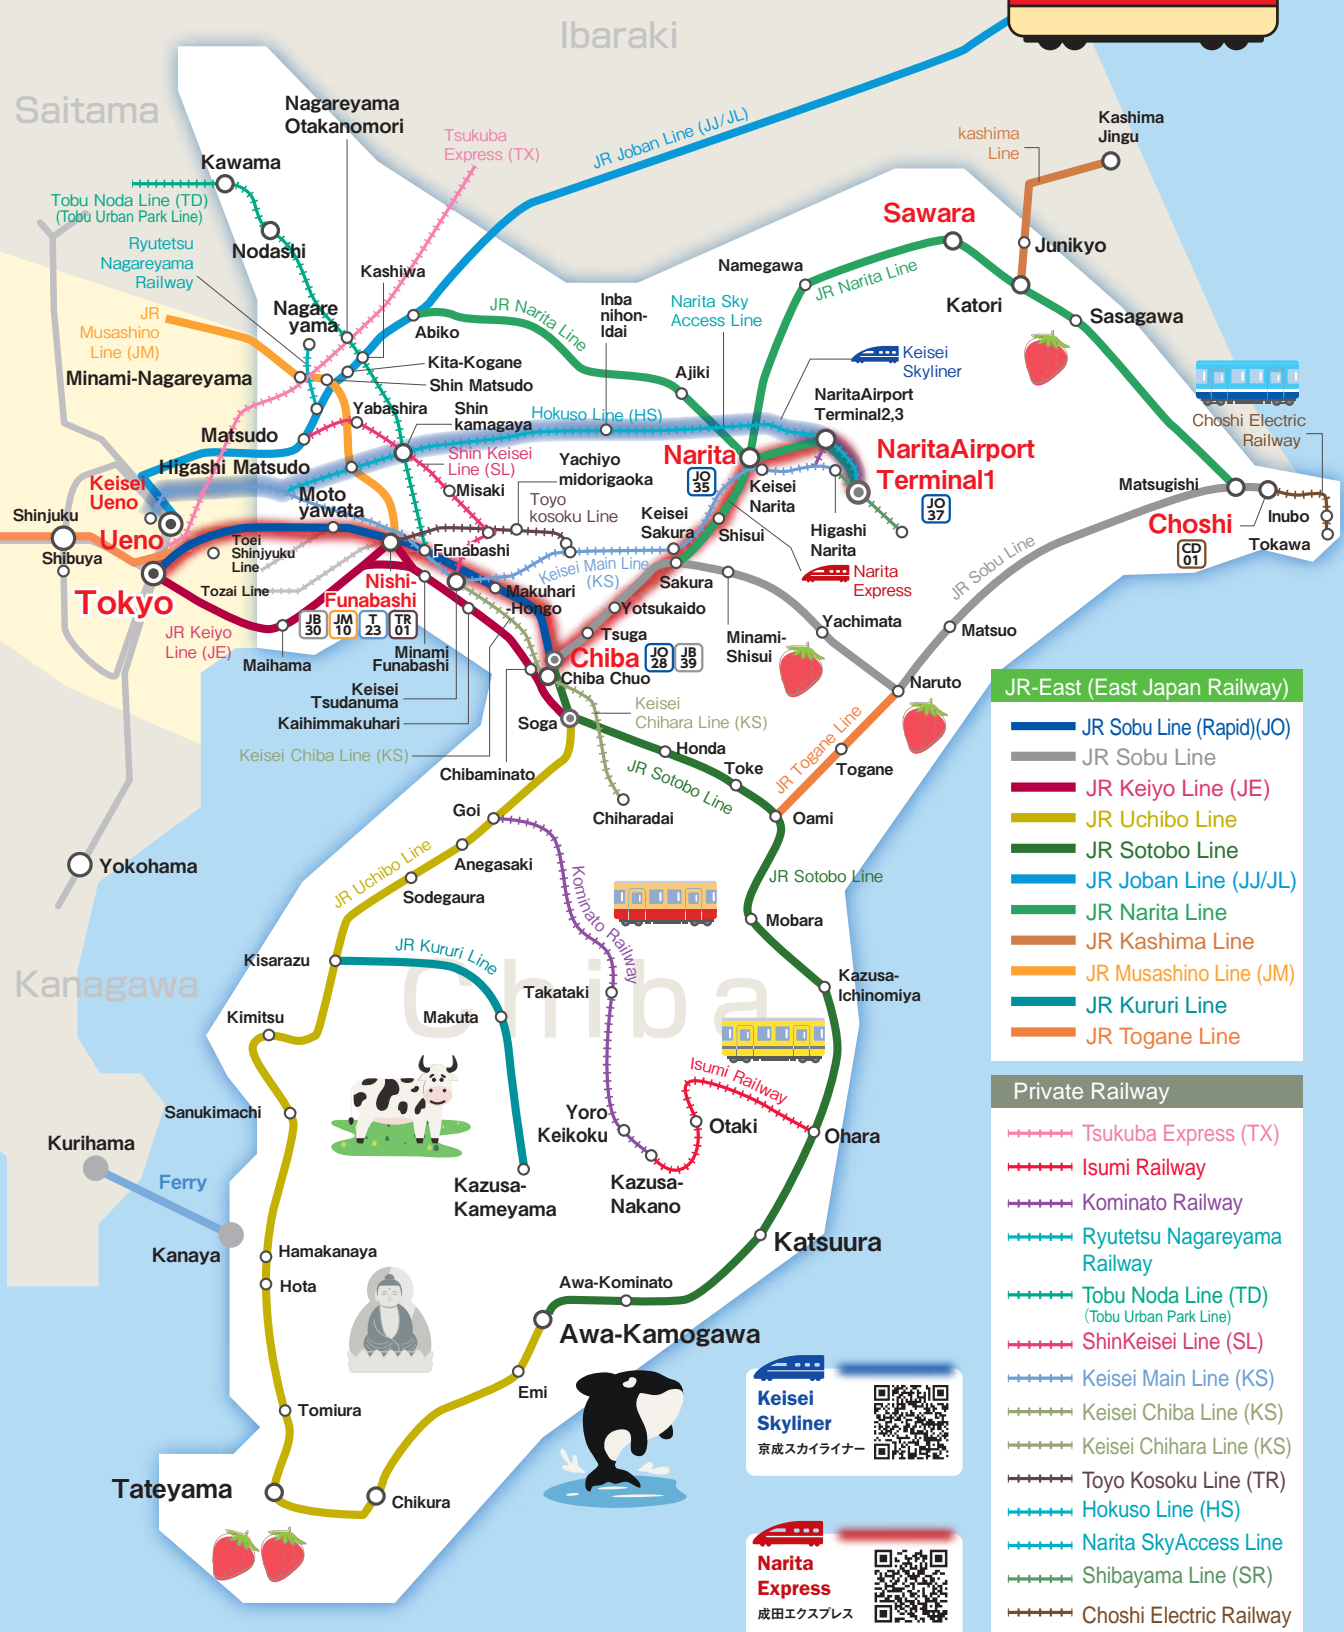 Ibaraki
Saitama
Nagareyama
Otakanomori
Kawama
Tsukuba
Express (TX)
JR Joban Line (JJ/JL)
kashima
Line
Kashima
Jingu
Tobu Noda Line (TD)
(Tobu Urban Park Line)
Nodashi
Ryutetsu
Nagareyama
Railway
Kashiwa
Sawara
Junikyo
Namegawa
JR Narita Line
Katori
Sasagawa
JR
Musashino
Line (JM)
Nagare
yama
Abiko
JR Narita Line
Inba
nihon-
Idai
Narita Sky
Access Line
Keisei
Skyliner
Minami-Nagareyama
Kita-Kogane
Shin Matsudo
Ajiki
NaritaAirport
Terminal2,3
Yabashira
Shin
kamagaya
Hokuso Line (HS)
Choshi Electric
Railway
Matsudo
Higashi Matsudo
Shin Keisei
Line (SL)
Narita
JO
35
NaritaAirport
Terminal1
JO
37
Keisei
Ueno
Moto
yawata
Misaki
Yachiyo
midorigaoka
Toyo
kosoku Line
Keisei
Narita
Matsugishi
Shinjuku
Ueno
Shibuya
Toei
Shinjyuku
Line
Funabashi
Keisei
Sakura
Shisui
Higashi
Narita
Choshi
CD
01
Inubo
Tokawa
Tokyo
Tozai Line
Nishi-
Funabashi
JB
30
JM
10
T
23
TR
01
Keisei Main Line
(KS)
Makuhari
-Hongo
Sakura
Narita
Express
JR Sobu Line
Yotsukaido
JR Keiyo
Line (JE)
Maihama
Minami
Funabashi
Tsuga
Chiba
JO
28
JB
39
Minami-
Shisui
Yachimata
Matsuo
Chiba Chuo
Keisei
Tsudanuma
Kaihimmakuhari
Keisei
Chihara Line (KS)
Naruto
Soga
Keisei Chiba Line (KS)
Chibaminato
Honda
Toke
JR Sotobo Line
JR Togane Line
Togane
Goi
Chiharadai
Oami
JR Uchibo Line
Anegasaki
Sodegaura
Kominato Railway
JR Sotobo Line
Yokohama
Mobara
Kisarazu
JR Kururi Line
Chiba
Kanagawa
Takataki
Kazusa-
Ichinomiya
Kimitsu
Makuta
Isumi Railway
Sanukimachi
Yoro
Keikoku
Otaki
Ohara
Kurihama
Ferry
Kazusa-
Kameyama
Kazusa-
Nakano
Kanaya
Hamakanaya
Katsuura
Hota
Awa-Kominato
Awa-Kamogawa
Emi
Tomiura
Tateyama
Chikura
JR-East (East Japan Railway)
JR Sobu Line (Rapid)(JO)
JR Sobu Line
JR Keiyo Line (JE)
JR Uchibo Line
JR Sotobo Line
JR Joban Line (JJ/JL)
JR Narita Line
JR Kashima Line
JR Musashino Line (JM)
JR Kururi Line
JR Togane Line
Private Railway
Tsukuba Express (TX)
Isumi Railway
Kominato Railway
Ryutetsu Nagareyama
Railway
Tobu Noda Line (TD)
(Tobu Urban Park Line)
ShinKeisei Line (SL)
Keisei Main Line (KS)
Keisei Chiba Line (KS)
Keisei Chihara Line (KS)
Toyo Kosoku Line (TR)
Hokuso Line (HS)
Narita SkyAccess Line
Shibayama Line (SR)
Choshi Electric Railway
Keisei
Skyliner
京成スカイライナー
Narita
Express
成田エクスプレス